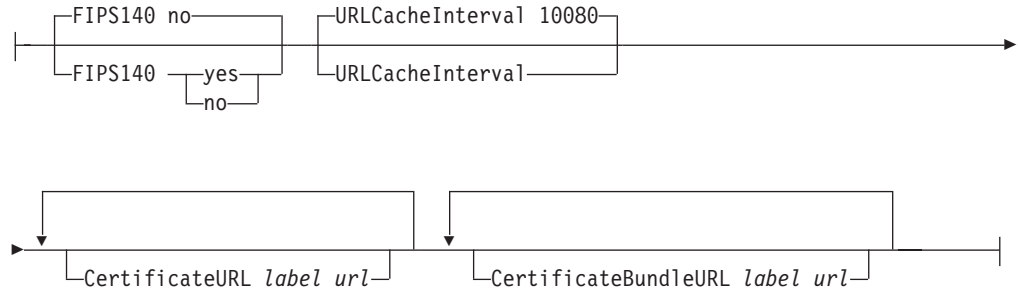 FIPS140 no URLCacheInterval 10080
FIPS140 yes URLCacheInterval
no
CertificateURL label url CertificateBundleURL label url